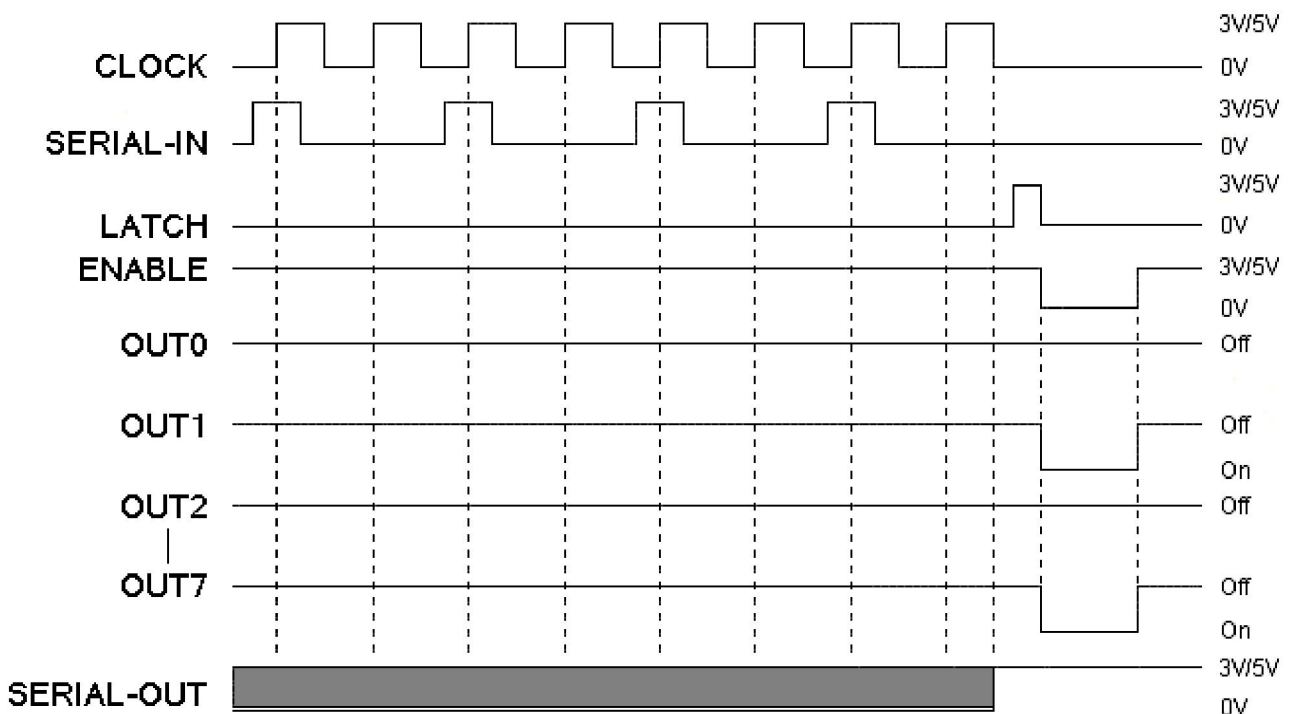 3V/5V
CLOCK
0V
3V/5V
SERIAL-IN
0V
3V/5V
LATCH
0V
ENABLE
3V/5V
0V
OUT0
Off
OUT1
Off
On
OUT2
Off
OUT7
Off
On
3V/5V
SERIAL-OUT
0V